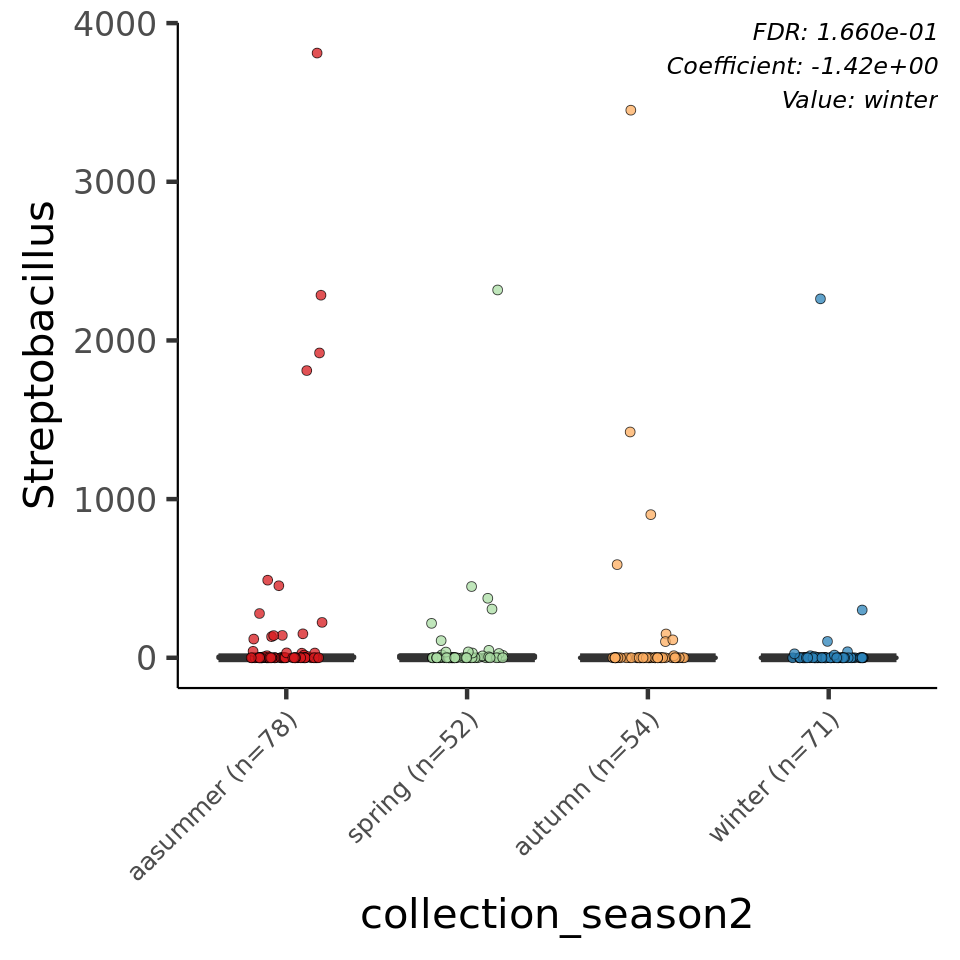 FDR: 1.660e-01
Coefficient: -1.42e+00
Value: winter
Streptobacillus
4000
3000
2000
1000
0
aasummer (n=78)
spring (n=52)
autumn (n=54)
winter (n=71)
collection_season2